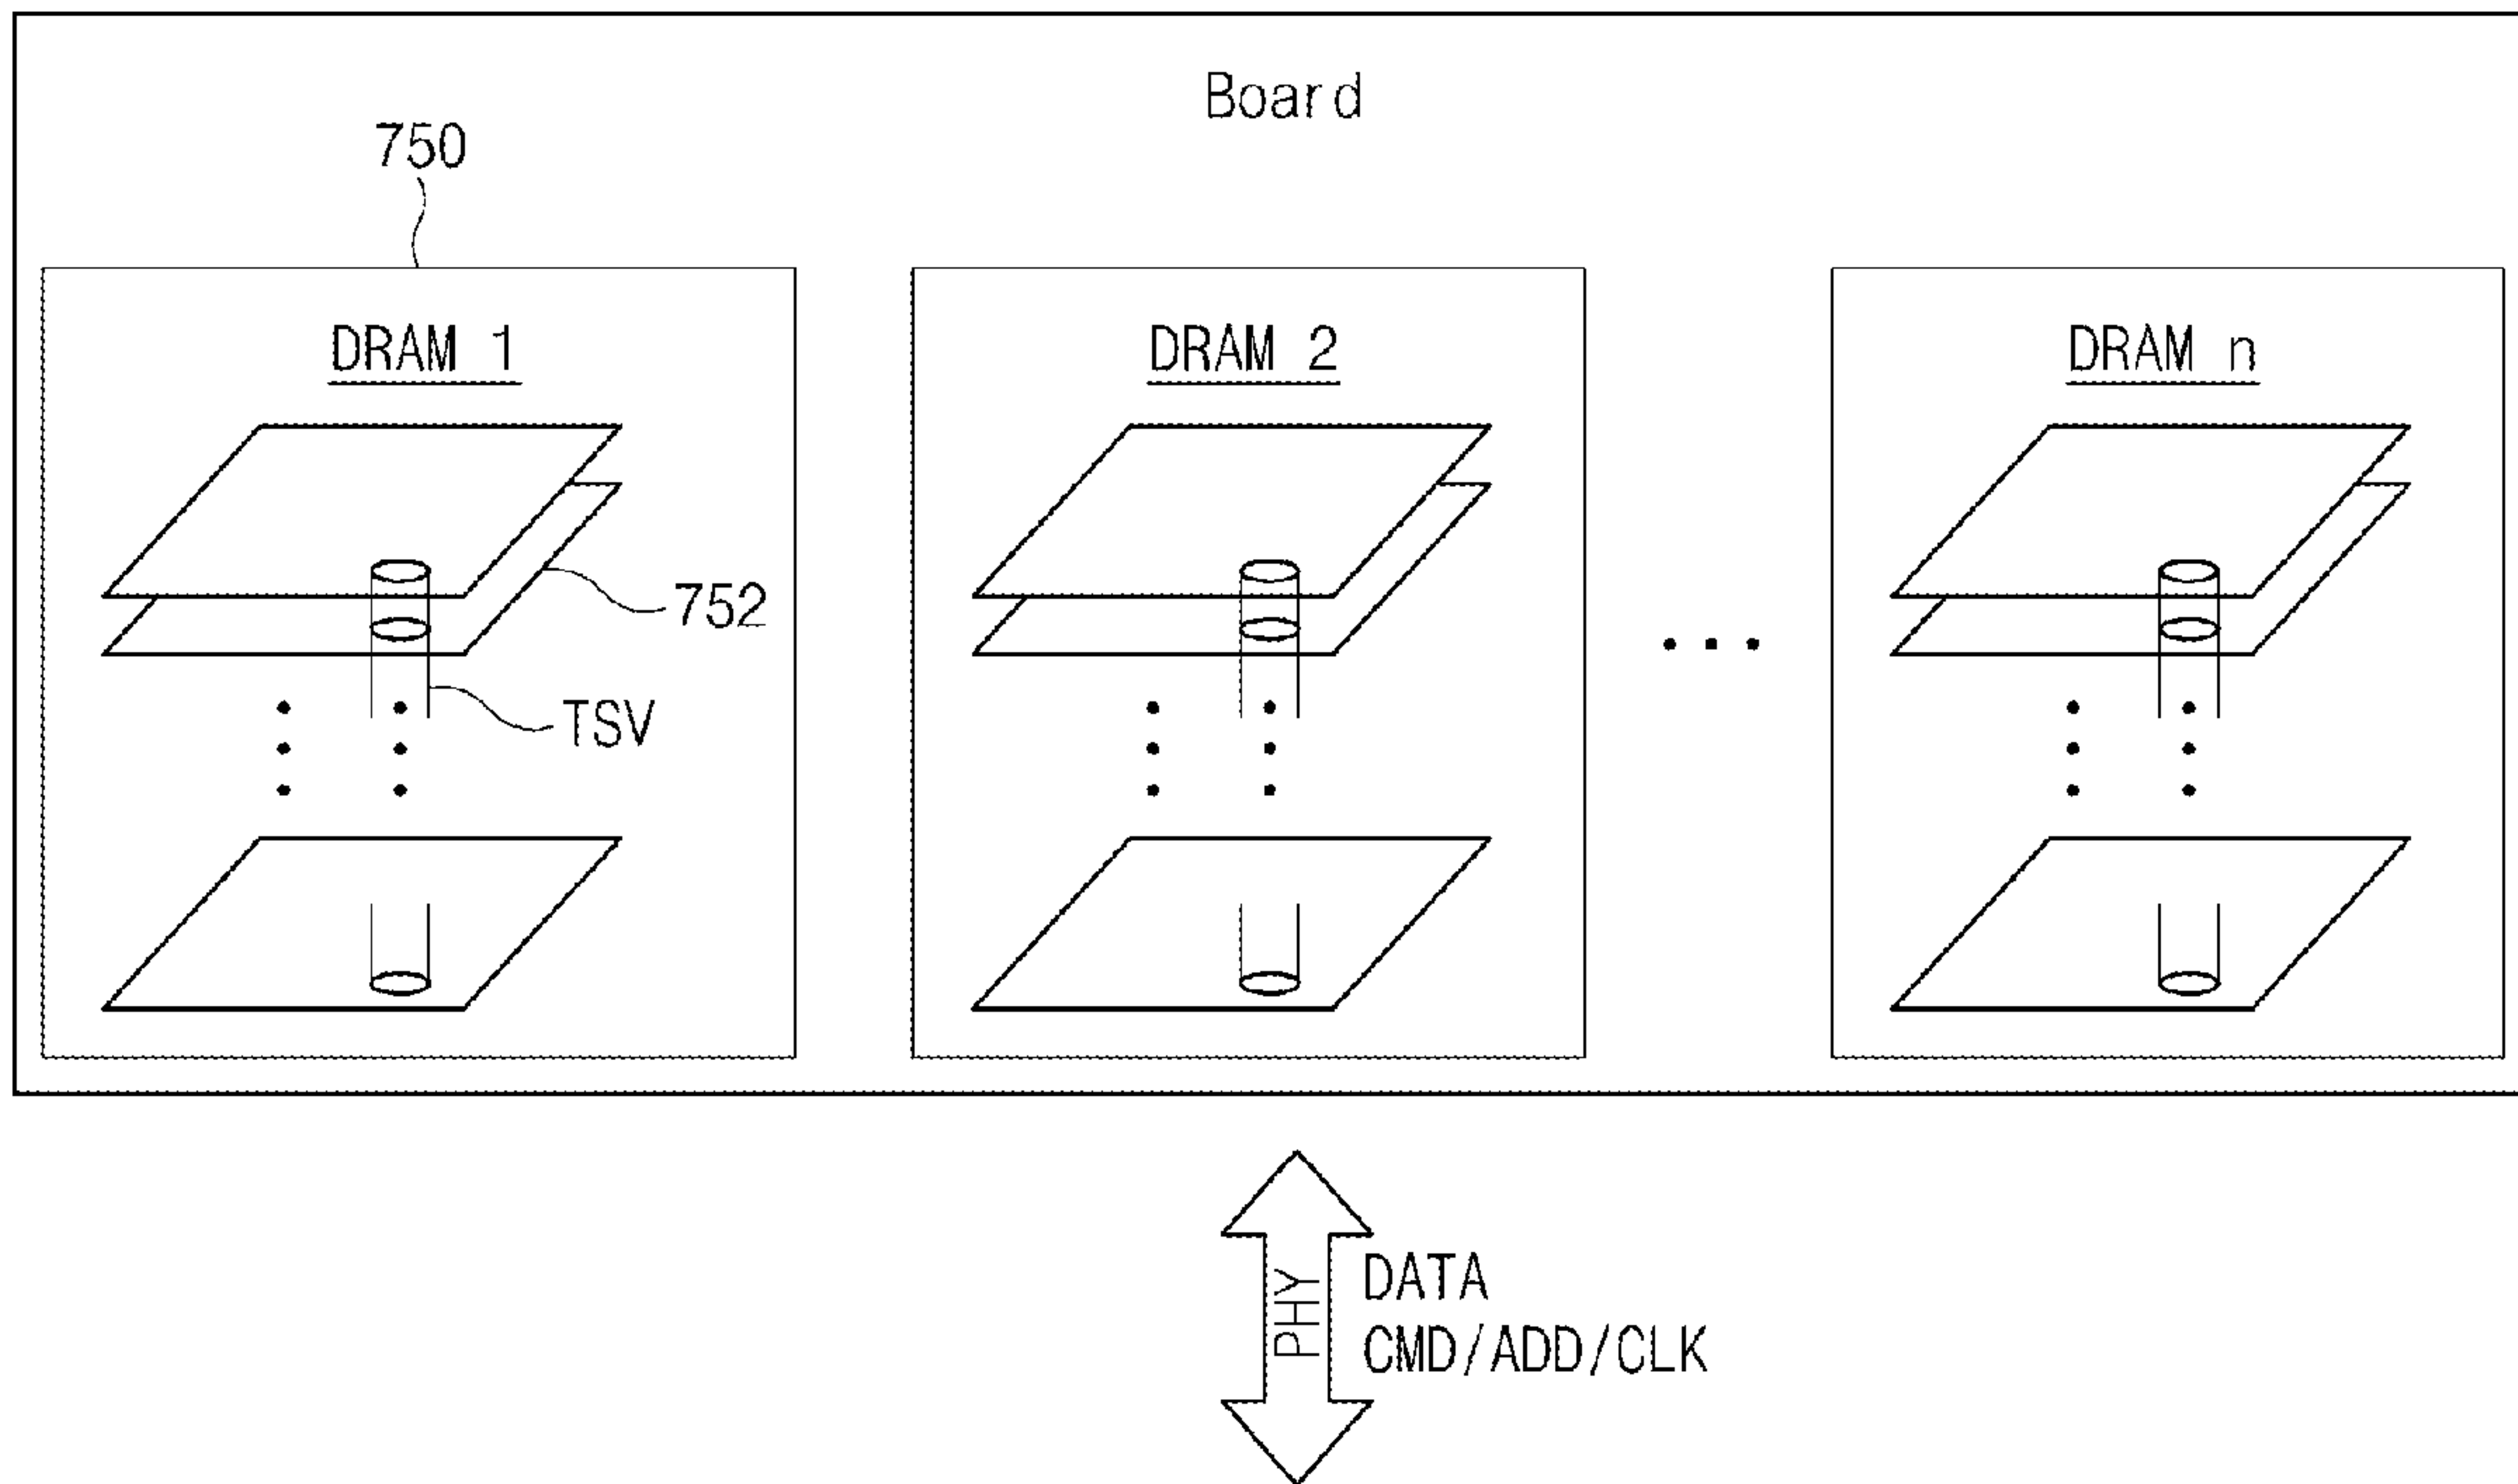 Board
750
DRAM 1
DRAM 2
DRAM n
752
TSV
PHY
DATA
CMD/ADD/CLK